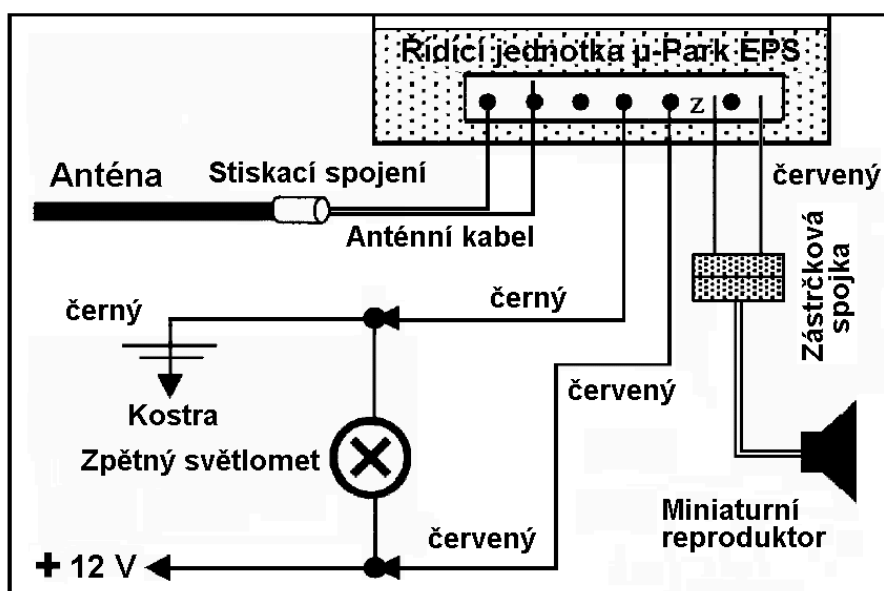 Řídící jednotka µ-Park EPS
z
Anténa
Stiskací spojení
červený
Anténní kabel
Zástrčková
spojka
černý
černý
červený
Kostra
Zpětný světlomet
Miniaturní
reproduktor
červený
+ 12 V